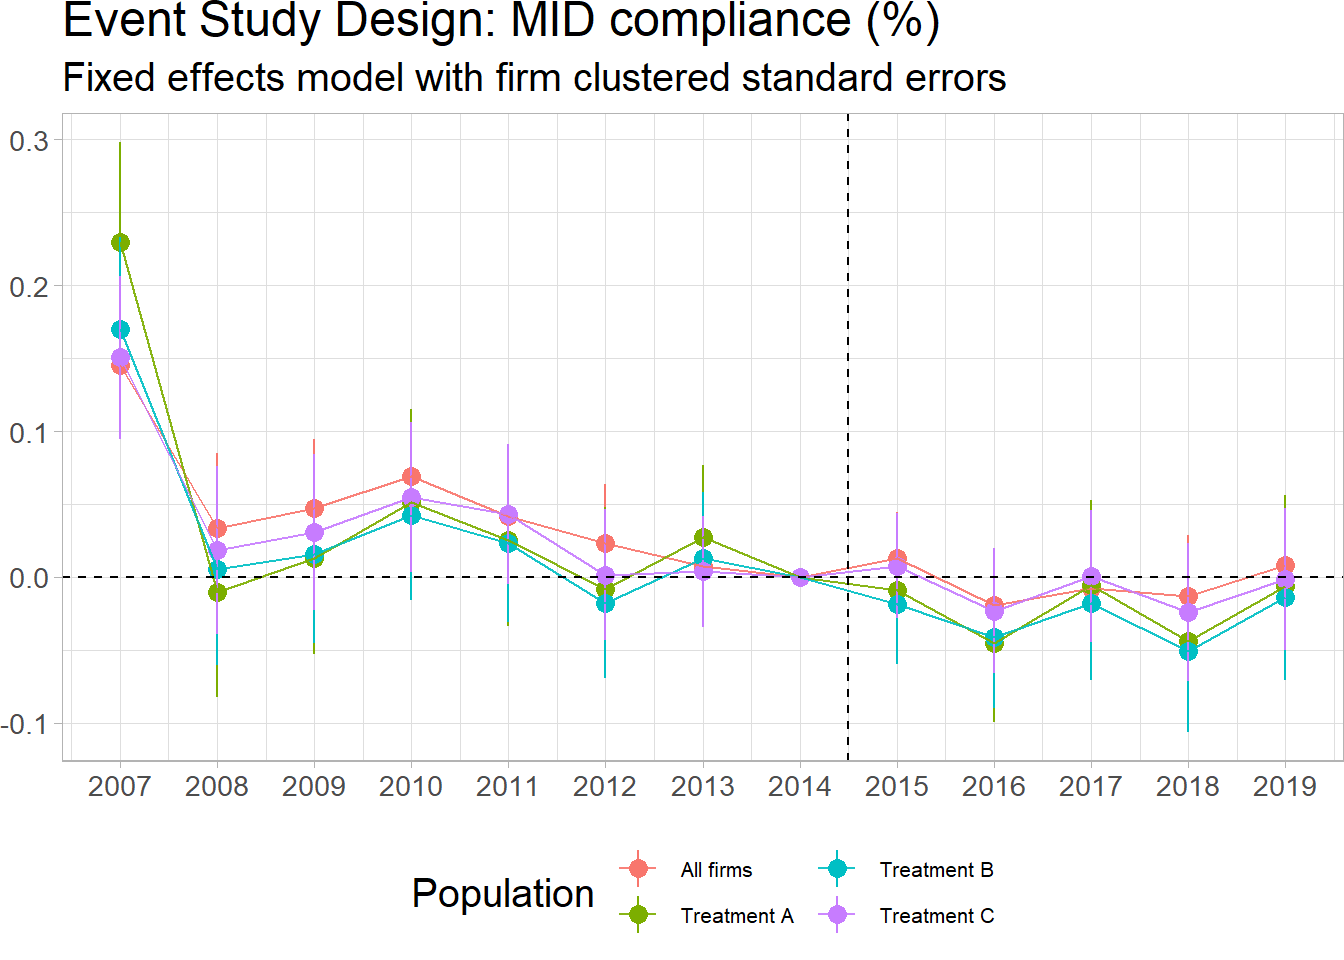 Event Study Design: MID compliance (%)
Fixed effects model with firm clustered standard errors
0.3
0.2
0.1
0.0
-0.1
2007 2008 2009 2010 2011 2012 2013 2014 2015 2016 2017 2018 2019
Population
All firms
Treatment A
Treatment B
Treatment C